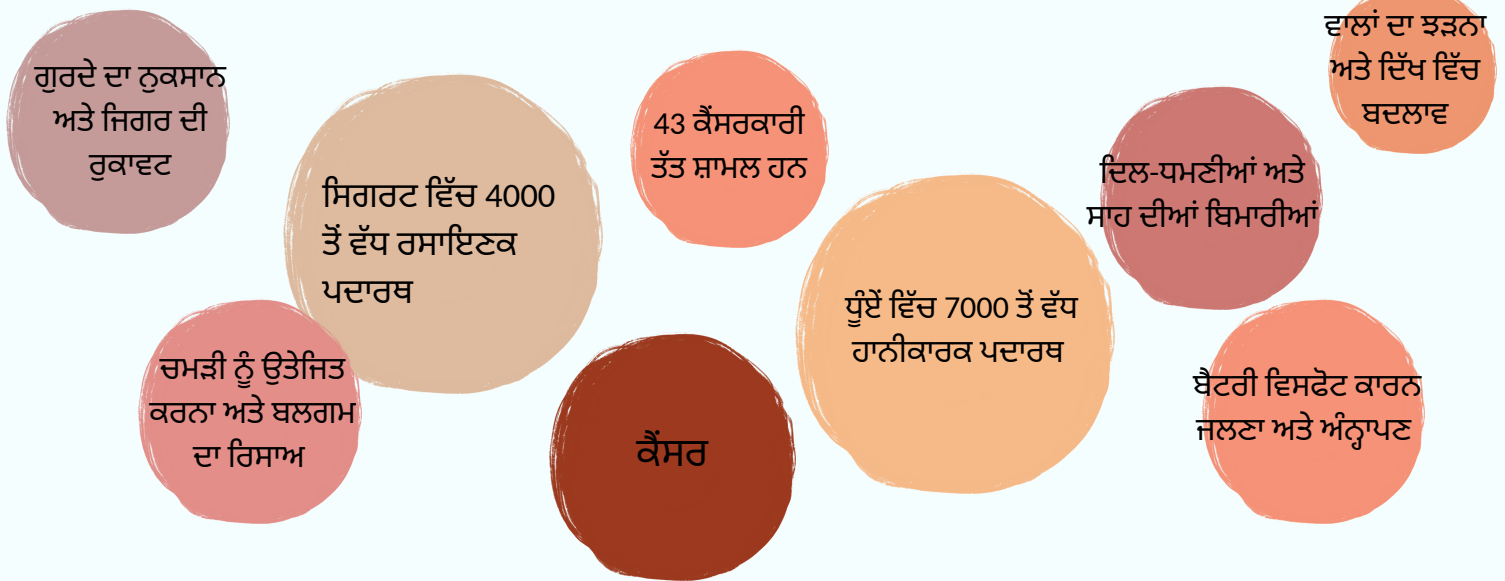 ਗੁਰਦੇ ਦਾ ਨੁਕਸਾਨ
ਅਤੇ ਜਿਗਰ ਦੀ
ਰੁਕਾਵਟ
ਸਿਗਰਟ ਵਿੱਚ 4000
ਤੋਂ ਵੱਧ ਰਸਾਇਣਕ
ਪਦਾਰਥ
43 ਕੈਂਸਰਕਾਰੀ
ਤੱਤ ਸ਼ਾਮਲ ਹਨ
ਵਾਲਾਂ ਦਾ ਝੜਨਾ
ਅਤੇ ਦਿੱਖ ਵਿੱਚ
ਬਦਲਾਵ
ਦਿਲ-ਧਮਣੀਆਂ ਅਤੇ
ਸਾਹ ਦੀਆਂ ਬਿਮਾਰੀਆਂ
ਚਮੜੀ ਨੂੰ ਉਤੇਜਿਤ
ਕਰਨਾ ਅਤੇ ਬਲਗਮ
ਦਾ ਰਿਸਾਅ
ਕੈਂਸਰ
ਧੂੰਏਂ ਵਿੱਚ 7000 ਤੋਂ ਵੱਧ
ਹਾਨੀਕਾਰਕ ਪਦਾਰਥ
ਬੈਟਰੀ ਵਿਸਫੋਟ ਕਾਰਨ
ਜਲਣਾ ਅਤੇ ਅੰਨ੍ਹਾਪਣ